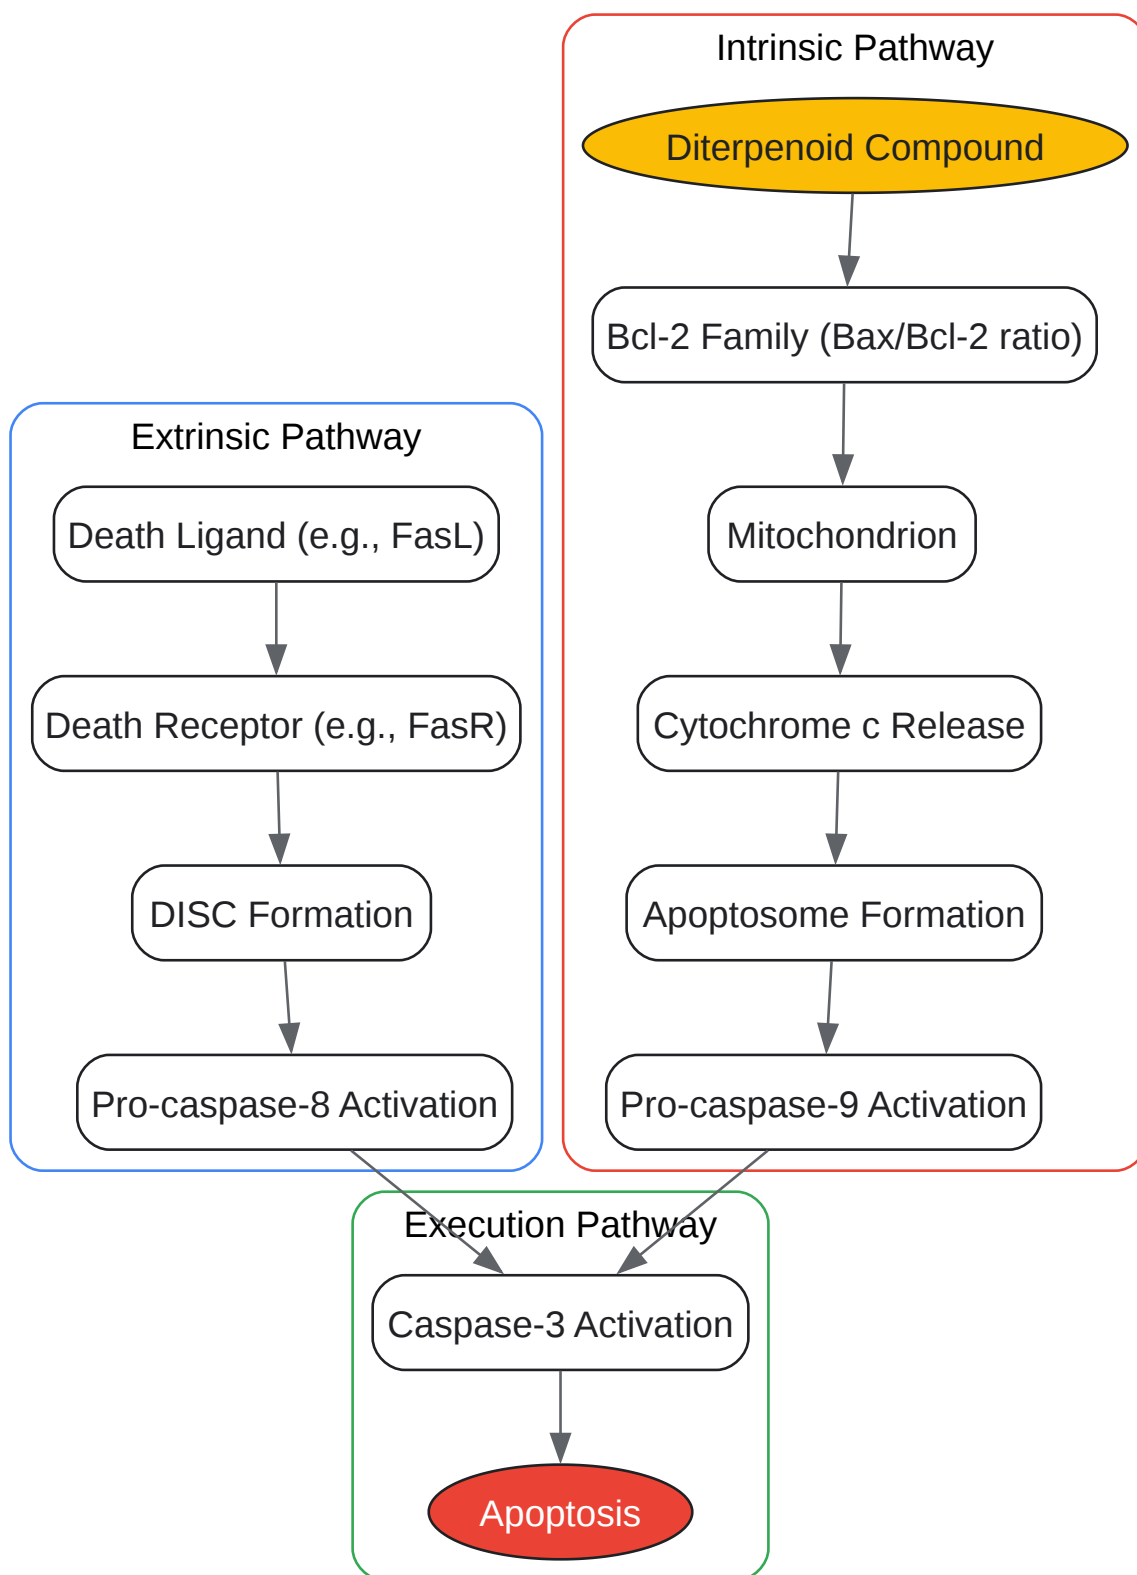 Intrinsic Pathway
Diterpenoid Compound
Bcl-2 Family (Bax/Bcl-2 ratio)
Mitochondrion
Cytochrome c Release
Apoptosome Formation
Pro-caspase-9 Activation
Extrinsic Pathway
Death Ligand (e.g., FasL)
Death Receptor (e.g., FasR)
DISC Formation
Pro-caspase-8 Activation
Execution Pathway
Caspase-3 Activation
Apoptosis